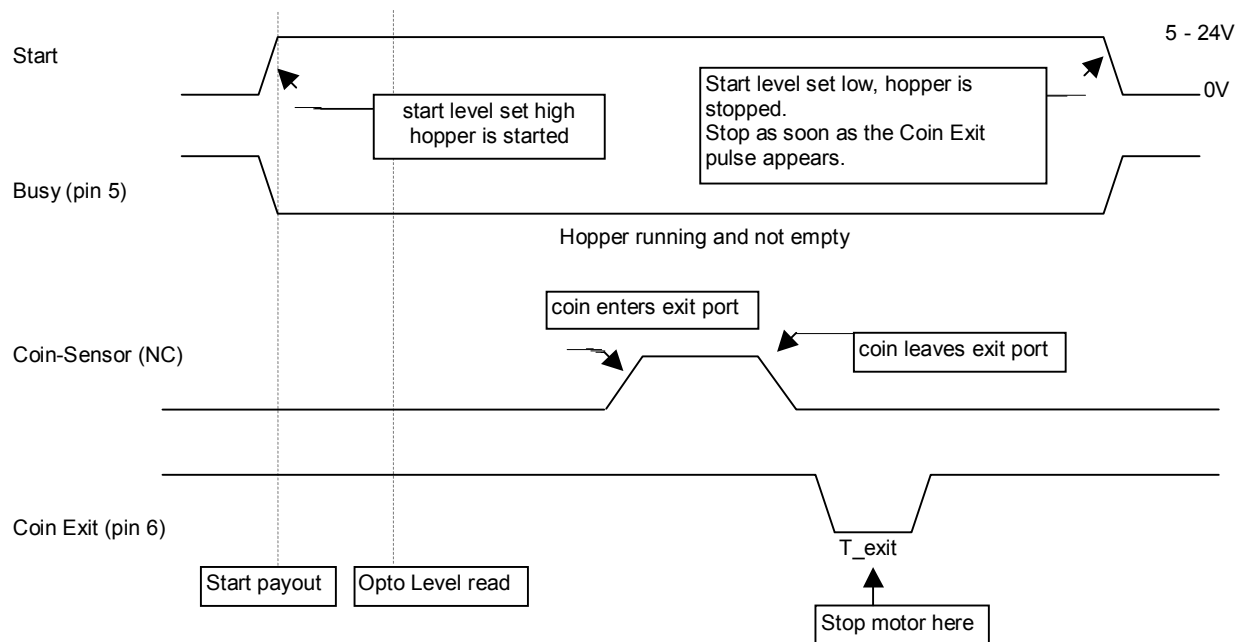 5 - 24V
Start
0V
start level set high
hopper is started
Start level set low, hopper is
stopped.
Stop as soon as the Coin Exit
pulse appears.
Busy (pin 5)
Hopper running and not empty
coin enters exit port
Coin-Sensor (NC)
coin leaves exit port
Coin Exit (pin 6)
T_exit
Start payout
Opto Level read
Stop motor here